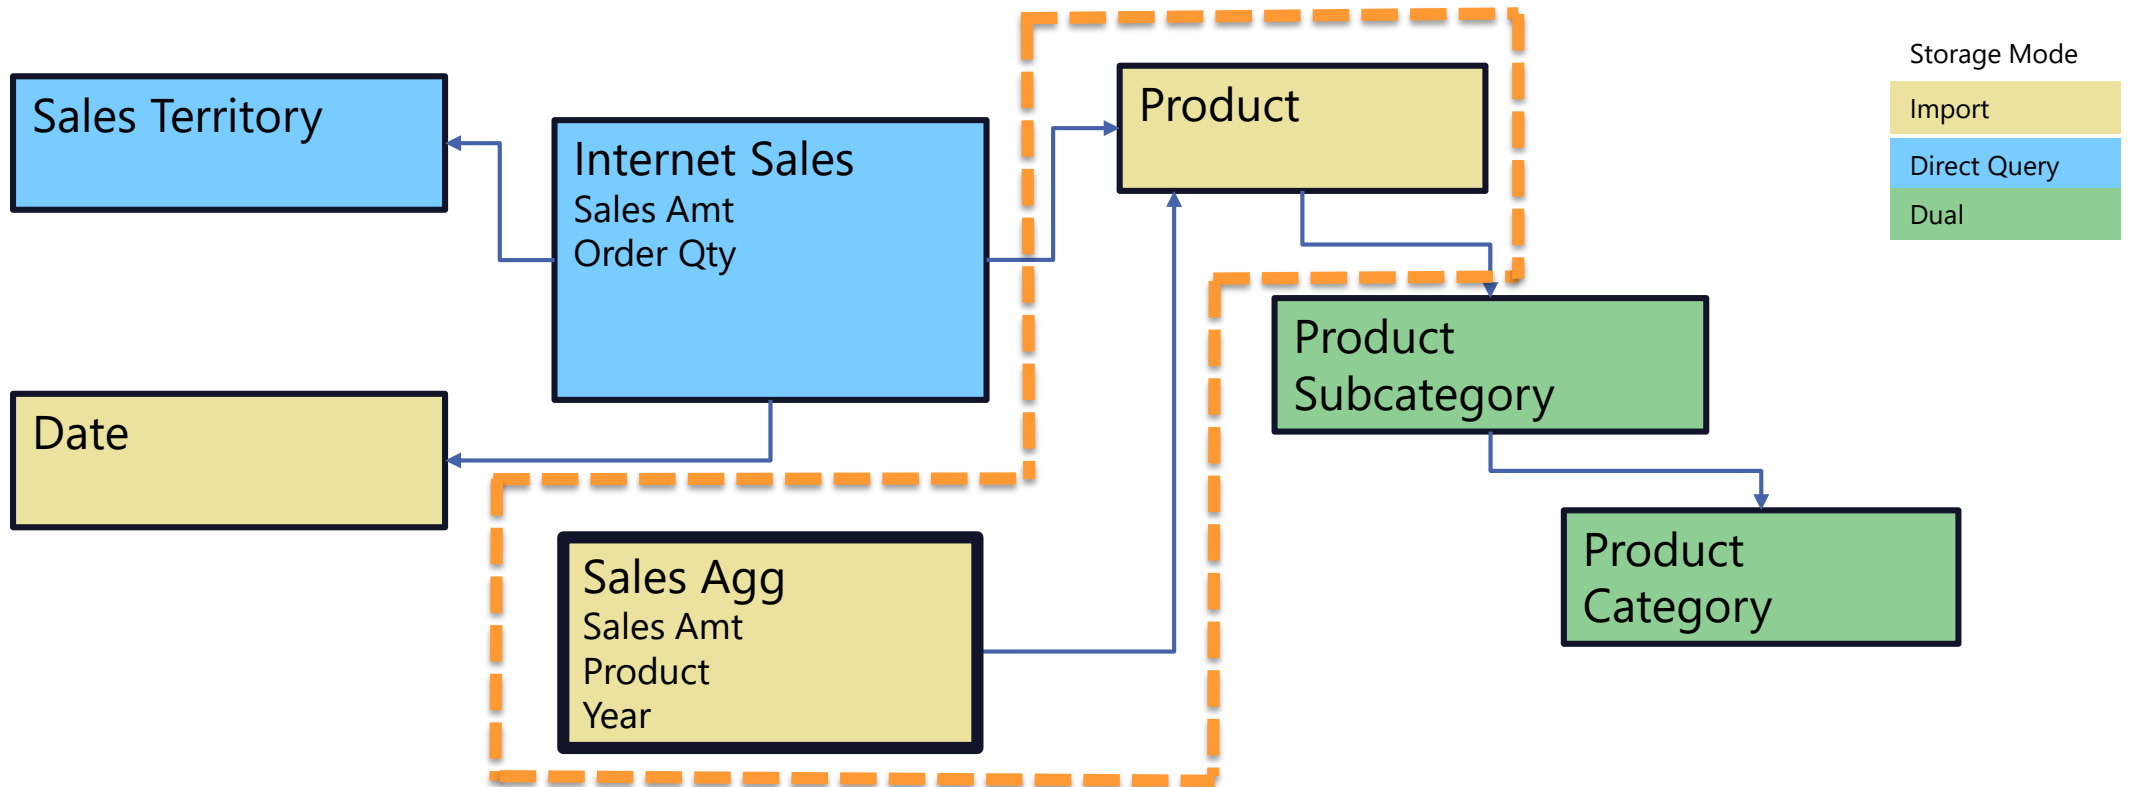 Storage Mode
Import
Direct Query
Dual
Sales Territory
Internet Sales
Sales Amt
Order Qty
Product
Date
Product
Subcategory
Sales Agg
Sales Amt
Product
Year
Product
Category